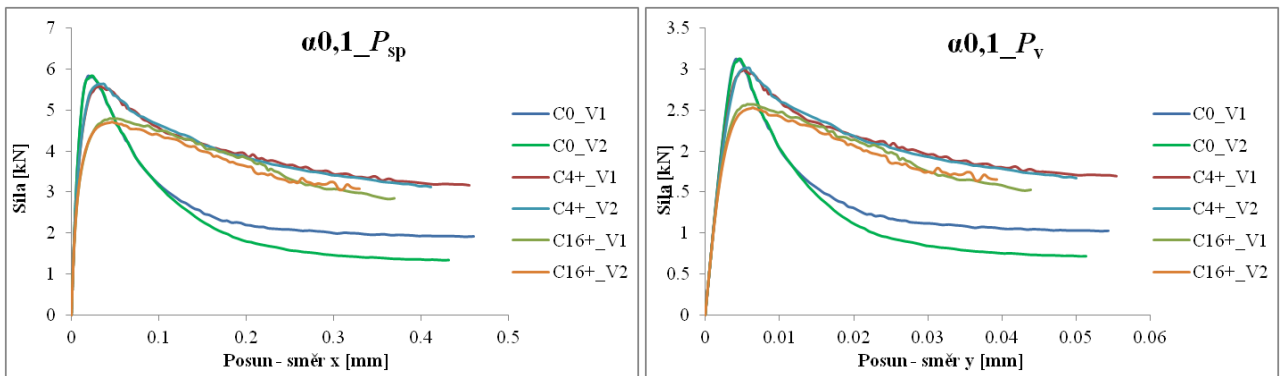 α0,1_Psp
Síla [kN]
7
6
5
4
3
2
1
0
0
0.1
0.2
0.3
0.4
0.5
Posun - směr x [mm]
C0_V1
C0_V2
C4+_V1
C4+_V2
C16+_V1
C16+_V2
α0,1_Pv
Síla [kN]
3.5
3
2.5
2
1.5
1
0.5
0
0
0.01
0.02
0.03
0.04
0.05
0.06
Posun - směr y [mm]
C0_V1
C0_V2
C4+_V1
C4+_V2
C16+_V1
C16+_V2